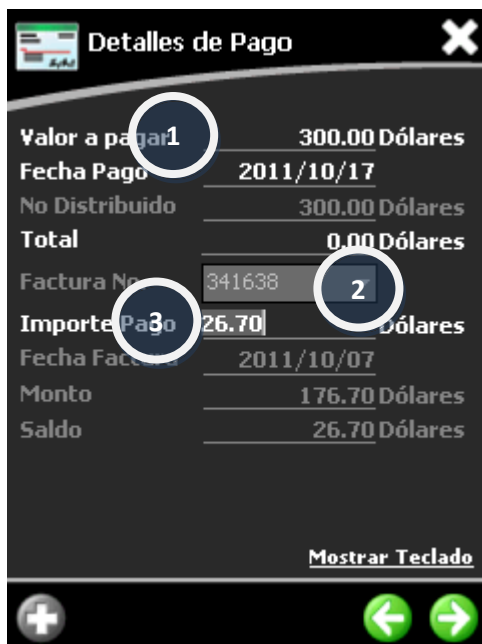 Detalles de Pago
Valor a pagar 1 300.00 Dólares
Fecha Pago 2011/10/17
No Distribuido 300.00 Dólares
Total 0.00 Dólares
Factura No 341638 2
Importe Pago 3 26.70 Dólares
Fecha Factura 2011/10/07
Monto 176.70 Dólares
Saldo 26.70 Dólares
Mostrar Teclado